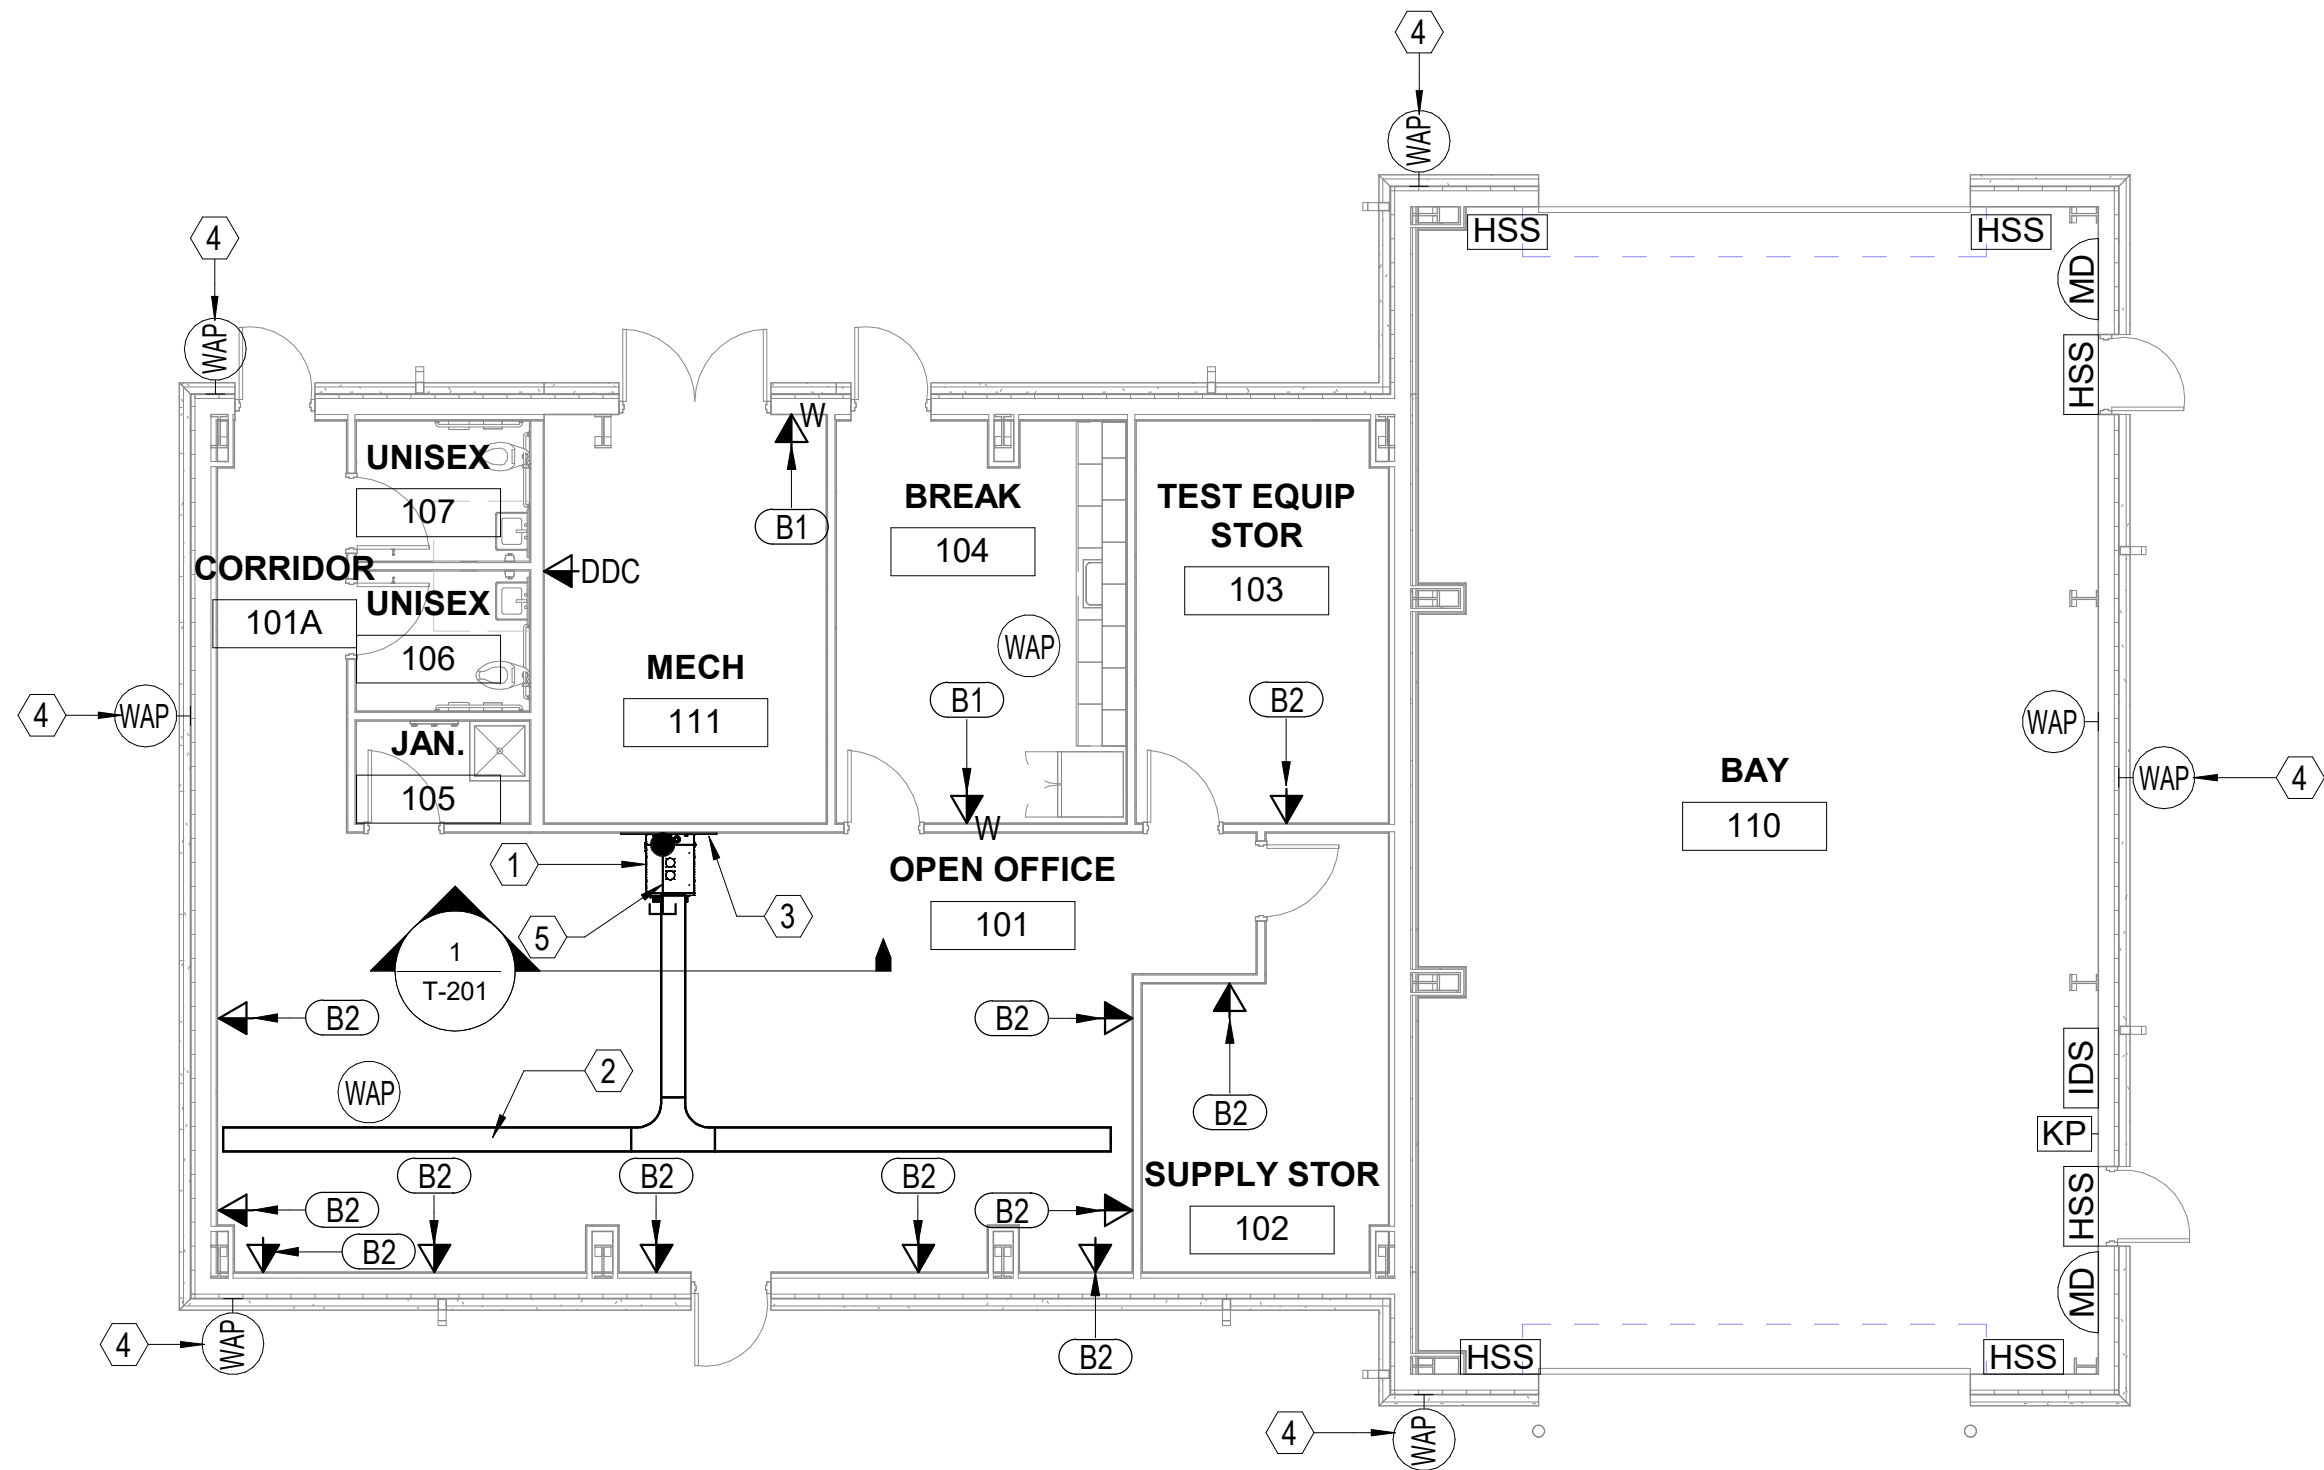 4
WAP
HSS
HSS
4
MD
WAP
HSS
W
UNISEX
107
B1
BREAK
104
TEST EQUIP
STOR
103
CORRIDOR
101A
DDC
UNISEX
106
WAP
MECH
111
B1
B2
4
WAP
WAP
WAP
4
JAN.
105
BAY
110
W
1
OPEN OFFICE
101
3
5
1
T-201
B2
B2
2
WAP
B2
IDS
KP
B2
B2
B2
SUPPLY STOR
102
HSS
B2
B2
B2
MD
4
WAP
B2
HSS
HSS
4
WAP